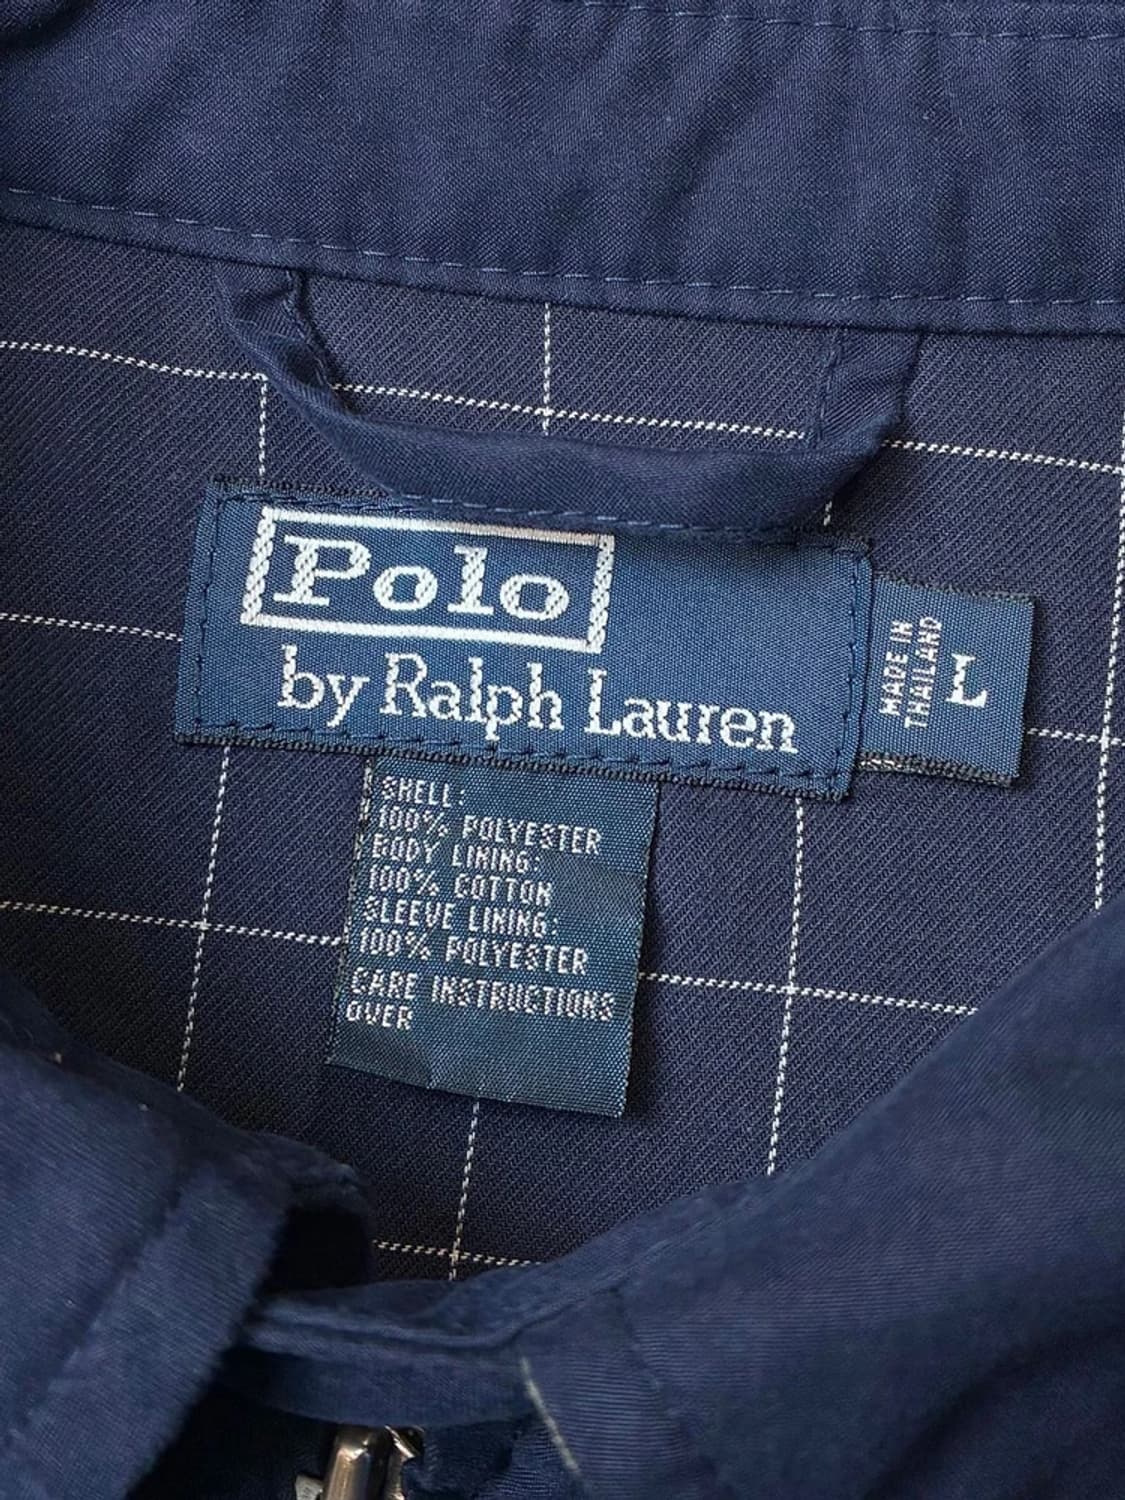 Polo
by Ralph Lauren
MADE IN
THAILAND
L
SHELL:
100% POLYESTER
BODY LINING:
100% COTTON
SLEEVE LINING:
100% POLYESTER
CARE INSTRUCTIONS
OVER